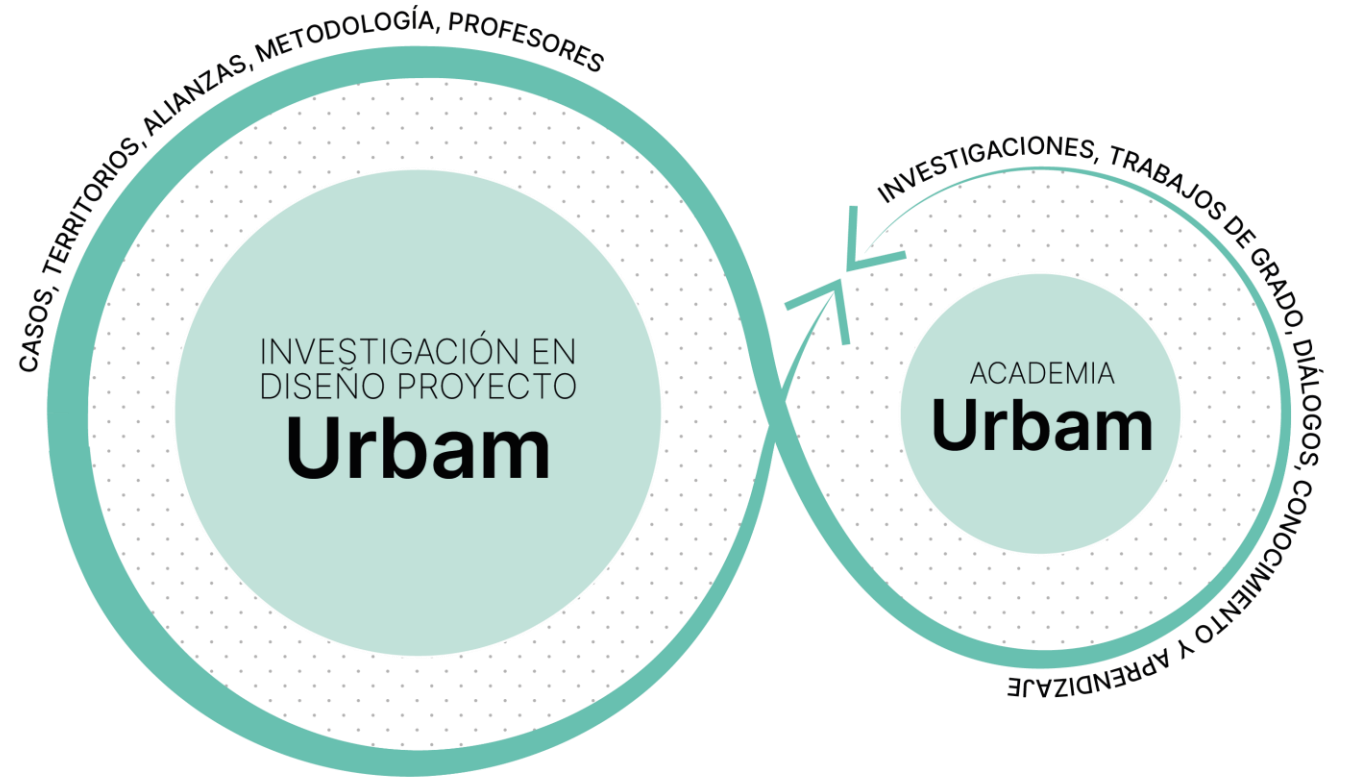 CASOS, TERRITORIOS, ALIANZAS, METODOLOGÍA, PROFESORES
INVESTIGACIÓN EN
DISEÑO PROYECTO
Urbam
INVESTIGACIONES, TRABAJOS DE GRADO, DIÁLOGOS, CONOCIMIENTO Y APRENDIZAJE
ACADEMIA
Urbam